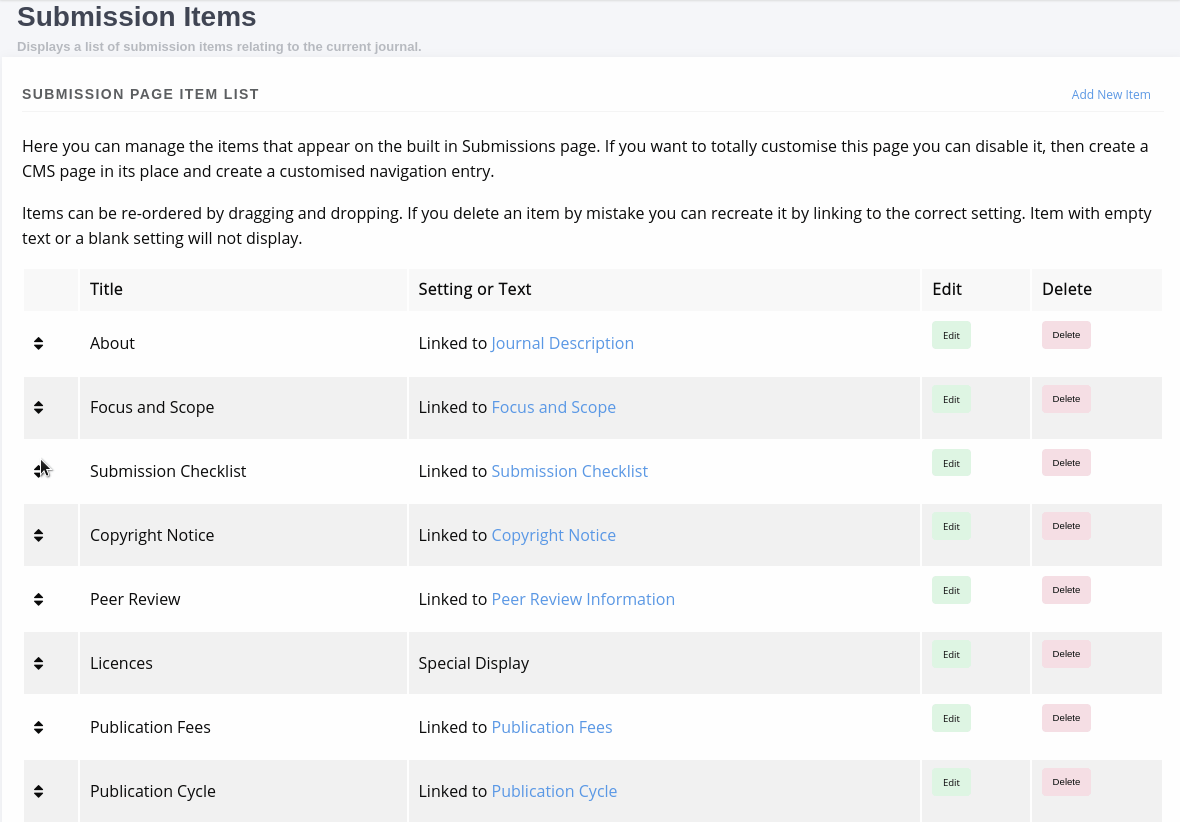 Submission Items
Displays a list of submission items relating to the current journal.
SUBMISSION PAGE ITEM LIST
Add New Item
Here you can manage the items that appear on the built in Submissions page. If you want to totally customise this page you can disable it, then create a
CMS page in its place and create a customised navigation entry.
Items can be re-ordered by dragging and dropping. If you delete an item by mistake you can recreate it by linking to the correct setting. Item with empty
text or a blank setting will not display.
Title Setting or Text Edit Delete
About Linked to Journal Description Edit Delete
Focus and Scope Linked to Focus and Scope Edit Delete
Submission Checklist Linked to Submission Checklist Edit Delete
Copyright Notice Linked to Copyright Notice Edit Delete
Peer Review Linked to Peer Review Information Edit Delete
Licences Special Display Edit Delete
Publication Fees Linked to Publication Fees Edit Delete
Publication Cycle Linked to Publication Cycle Edit Delete